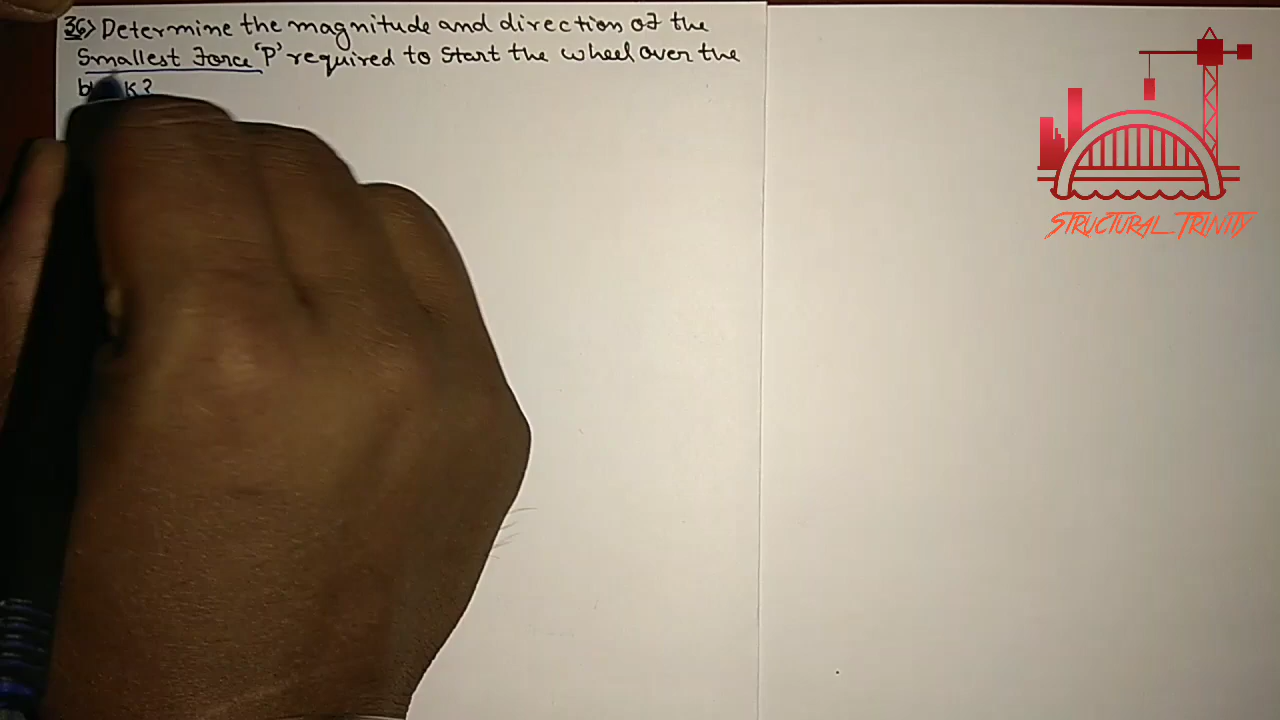 36) Determine the magnitude and direction of the
Smallest Force 'P' required to start the wheel over the
STRUCTURAL_TRINITY